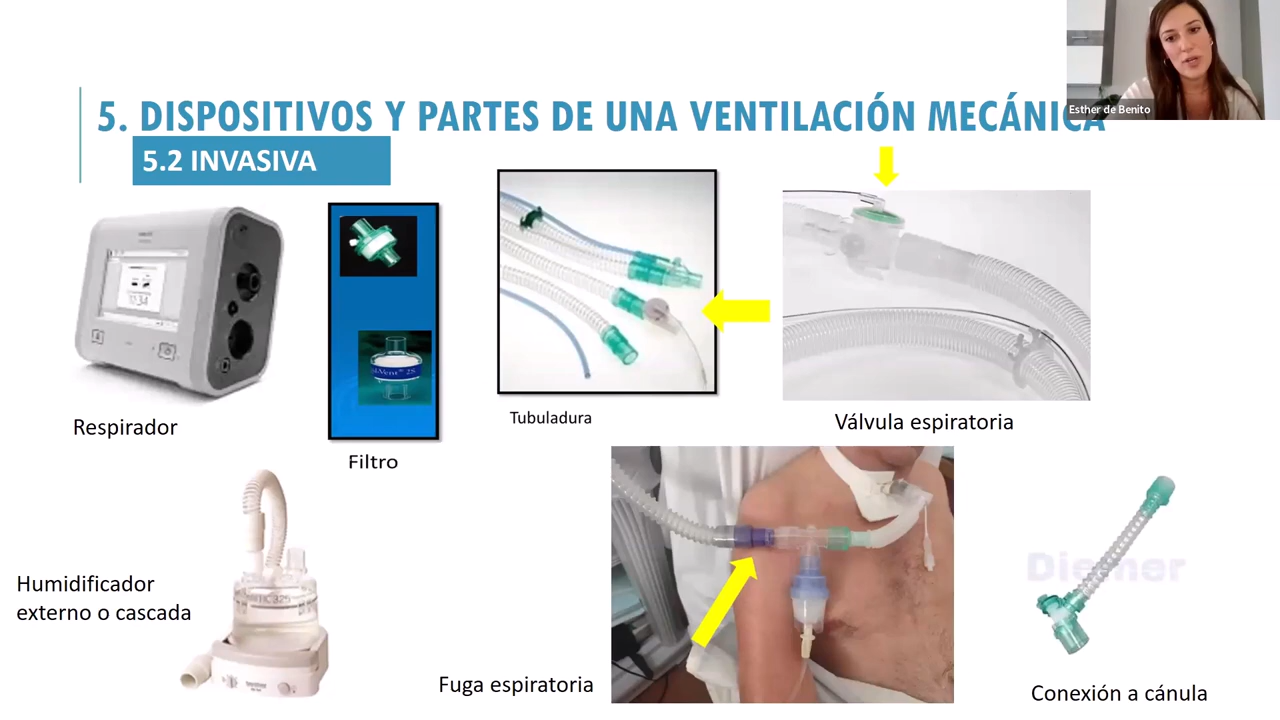 Esther de Benito
5. DISPOSITIVOS Y PARTES DE UNA VENTILACIÓN MECÁNICA
5.2 INVASIVA
Respirador
Filtro
Tubuladura
Válvula espiratoria
Humidificador
externo o cascada
Fuga espiratoria
Conexión a cánula